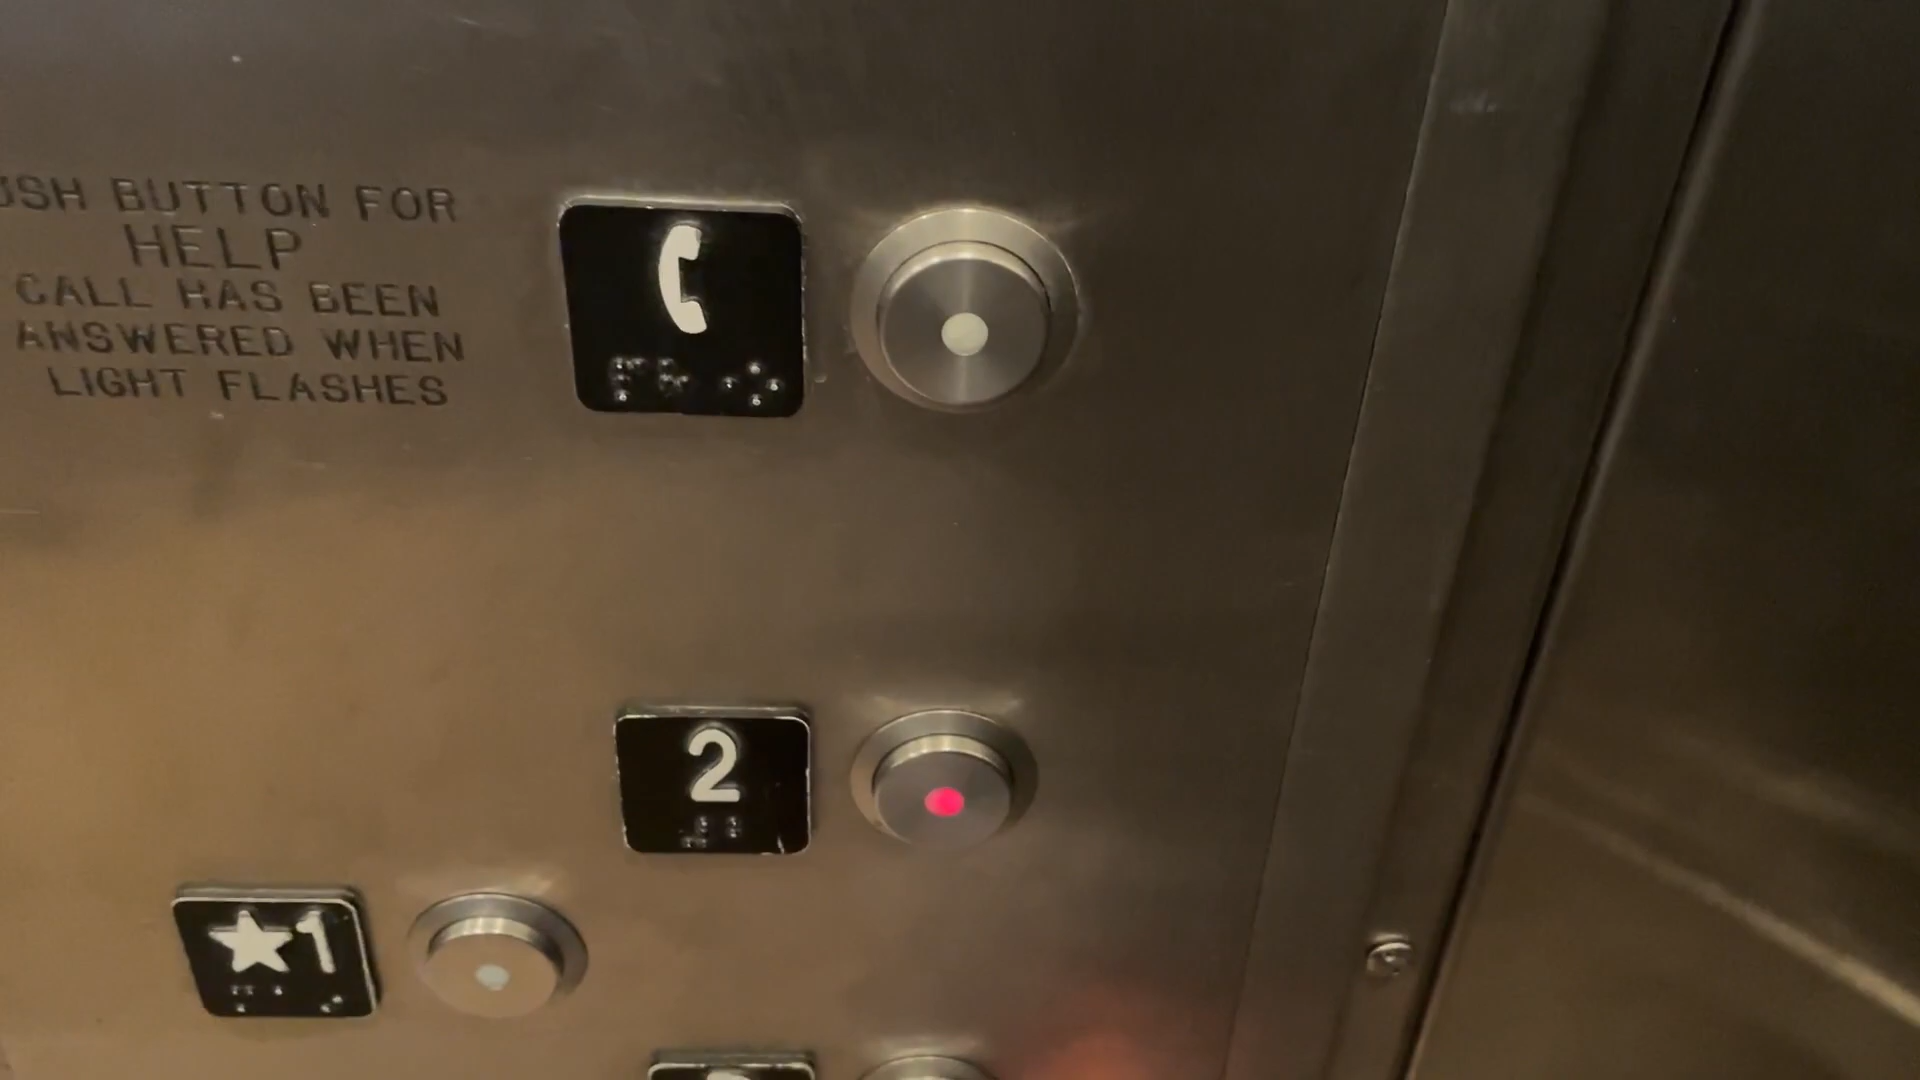 BUTTON FOR
HELP
CALL HAS BEEN
ANSWERED WHEN
LIGHT FLASHES
2
★1